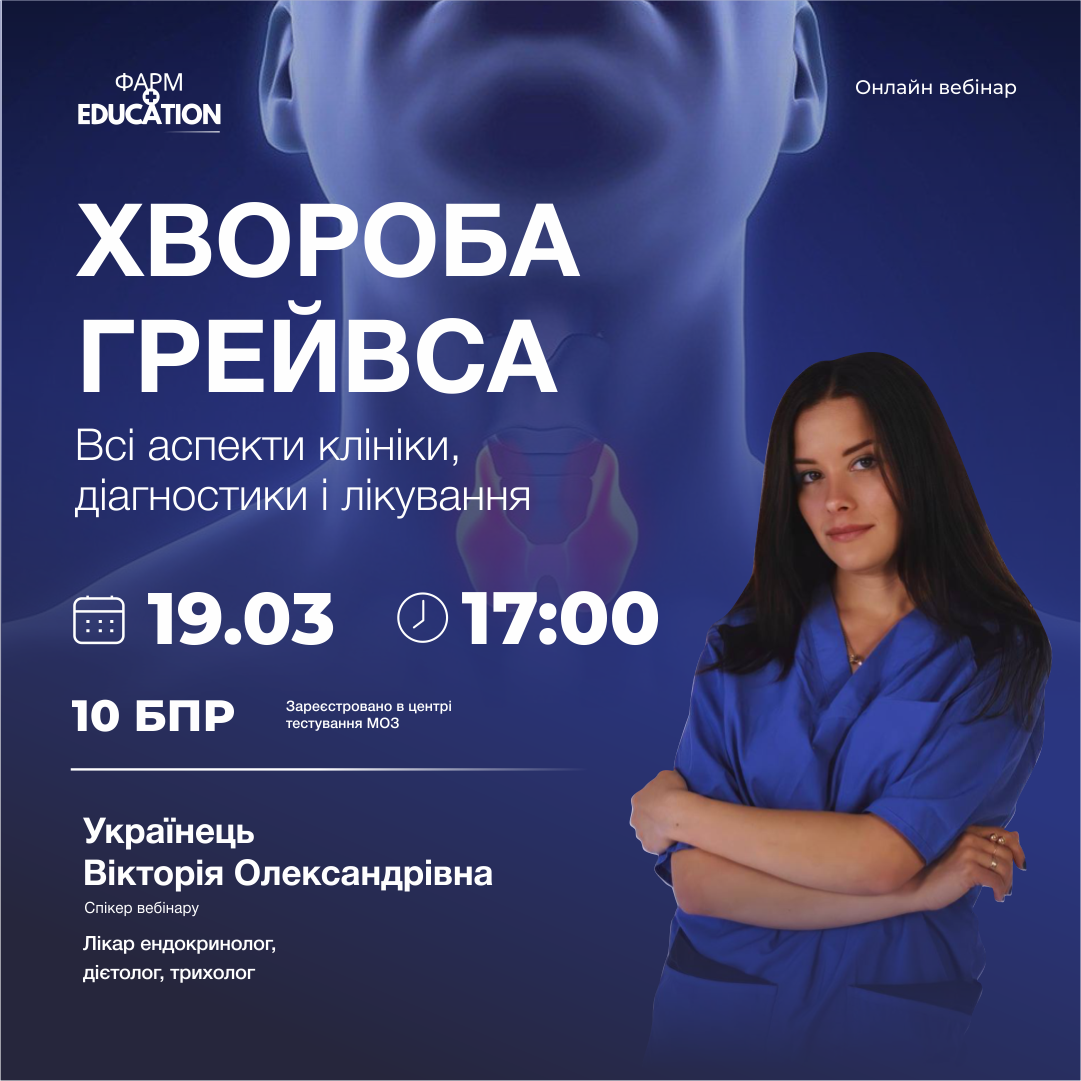 ФАРМ
EDUCATION
Онлайн вебінар
ХВОРОБА
ГРЕЙВСА
Всі аспекти клініки,
діагностики і лікування
19.03
17:00
10 БПР
Зареєстровано в центрі
тестування МОЗ
Українець
Вікторія Олександрівна
Спікер вебінару
Лікар ендокринолог,
дієтолог, трихолог